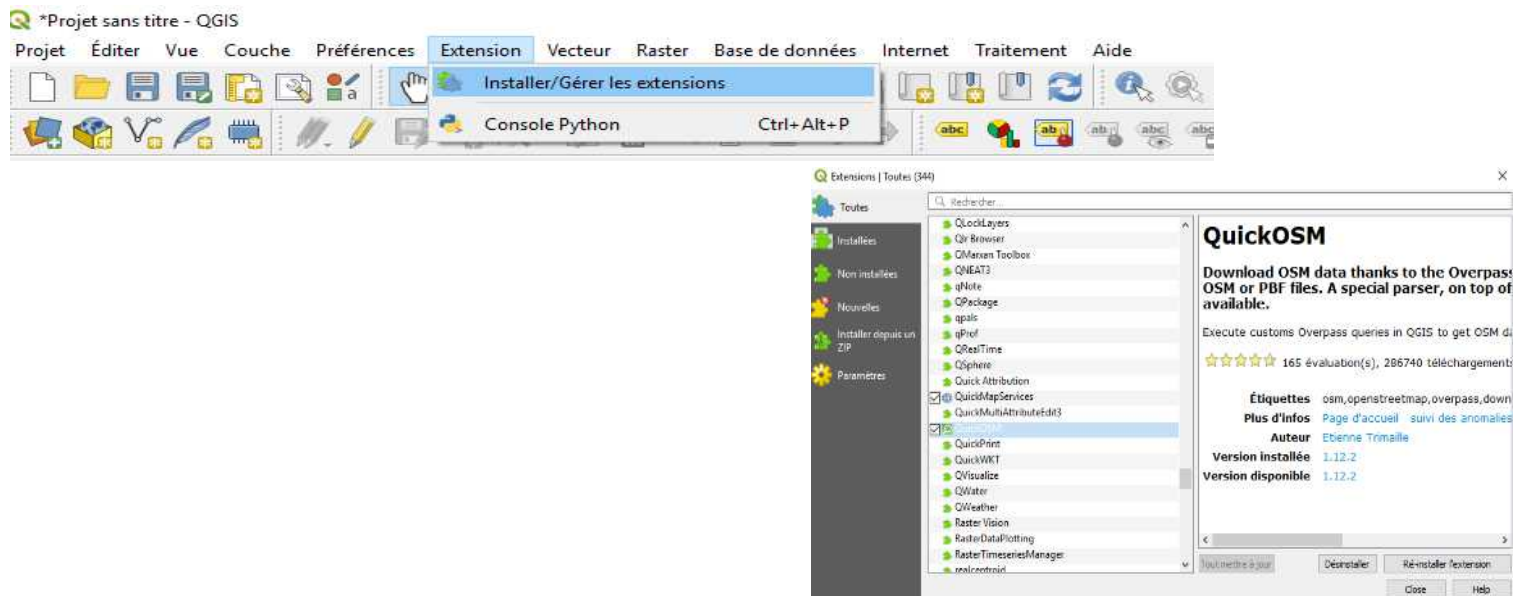 *Projet sans titre - QGIS
Projet Éditer Vue Couche Préférences Extension Vecteur Raster Base de données Internet Traitement Aide
Installer/Gérer les extensions
Console Python Ctrl+Alt+P
abc
Extensions | Toutes (344)
Toutes
Installées
Non installées
Nouvelles
Installer depuis un
ZIP
Paramètres
Rechercher...
QLockLayers
Qlr Browser
QMarxan Toolbox
QNEAT3
qNote
QPackage
qpals
qProf
QRealTime
QSphere
Quick Attribution
QuickMapServices
QuickMultiAttributeEdit3
QuickOSM
QuickPrint
QuickWKT
QVisualize
QWater
QWeather
Raster Vision
RasterDataPlotting
RasterTimeseriesManager
realcentroid
QuickOSM
Download OSM data thanks to the Overpass
OSM or PBF files. A special parser, on top of
available.
Execute customs Overpass queries in QGIS to get OSM da
165 évaluation(s), 286740 téléchargements
Étiquettes osm,openstreetmap,overpass,down
Plus d'infos Page d'accueil suivi des anomalies
Auteur Etienne Trimaille
Version installée 1.12.2
Version disponible 1.12.2
Tout mettre à jour Désinstaller Ré-installer l'extension
Close Help